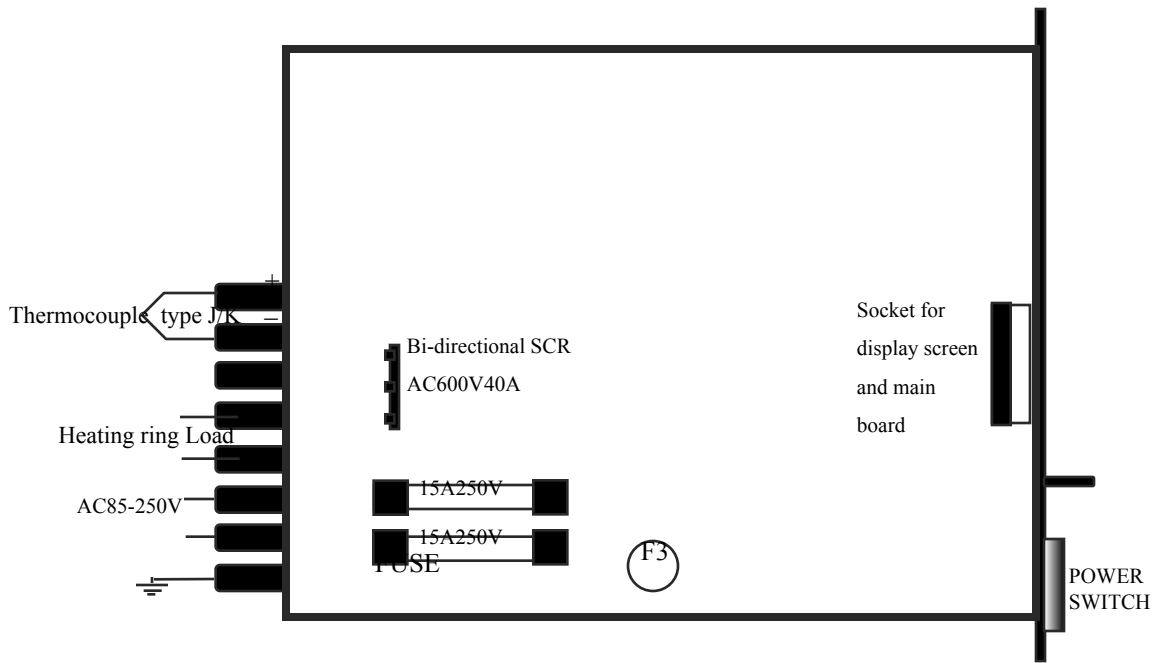 +
Thermocouple type J/K
–
Heating ring Load
AC85-250V
Bi-directional SCR
AC600V40A
15A250V
15A250V
FUSE
F3
Socket for
display screen
and main
board
POWER
SWITCH